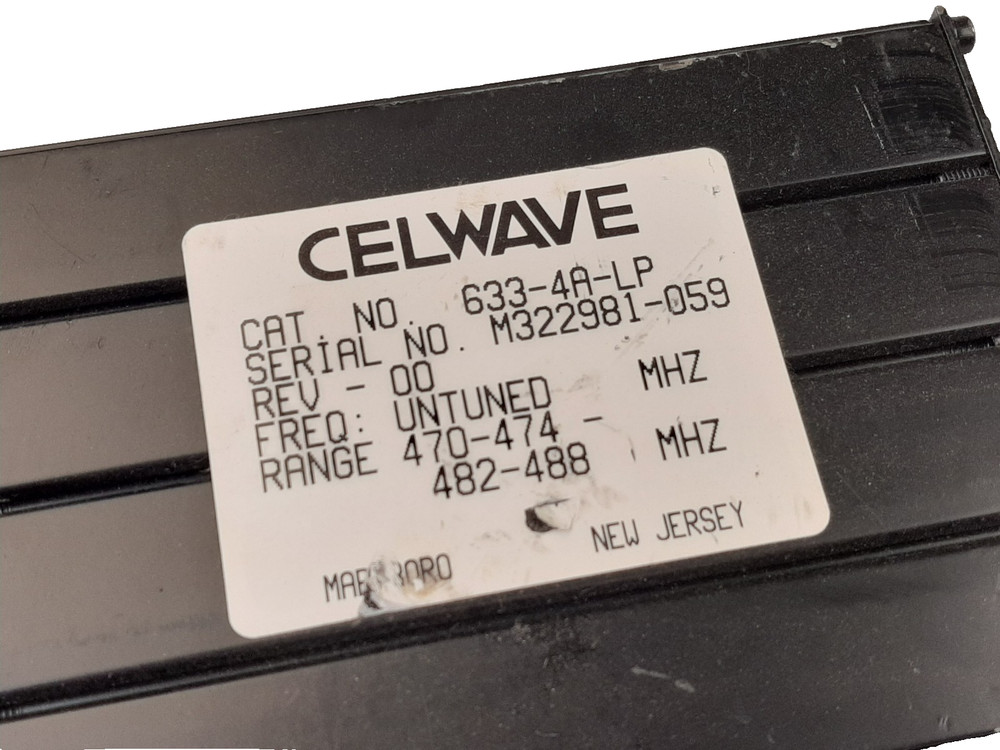 CELWAVE
CAT. NO. 633-4A-LP
SERIAL NO. M322981-059
REV - 00
FREQ: UNTUNED MHZ
RANGE 470-474 - MHZ
482-488
NEW JERSEY